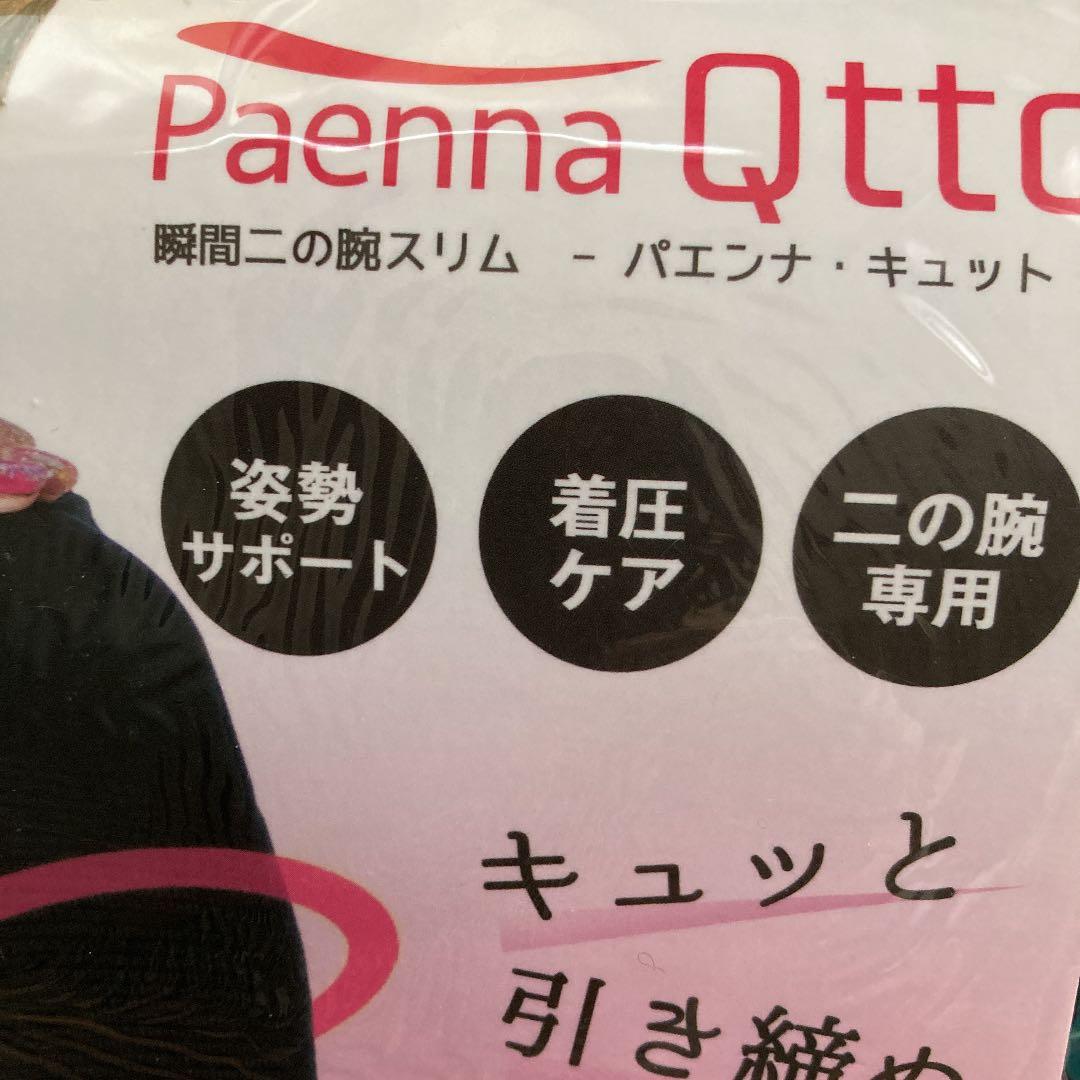 Paenna Qtto
瞬間二の腕スリム － パエンナ・キュット
姿勢
サポート
着圧
ケア
二の腕
専用
キュッと
引き締め